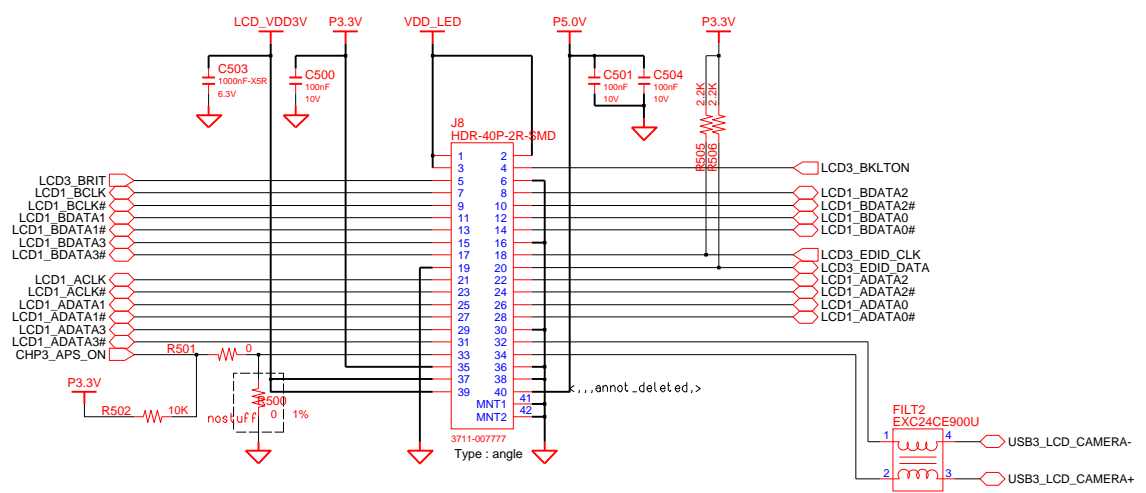 LCD_VDD3V P3.3V VDD_LED P5.0V P3.3V
C503
1000nF-X5R
6.3V
C500
100nF
10V
C501
100nF
10V
C504
100nF
10V
2.2K
2.2K
R505
R506
J8
HDR-40P-2R-SMD
1 2
3 4 LCD3_BKLTON
LCD3_BRIT 5 6
LCD1_BCLK 7 8 LCD1_BDATA2
LCD1_BCLK# 9 10 LCD1_BDATA2#
LCD1_BDATA1 11 12 LCD1_BDATA0
LCD1_BDATA1# 13 14 LCD1_BDATA0#
LCD1_BDATA3 15 16
LCD1_BDATA3# 17 18 LCD3_EDID_CLK
19 20 LCD3_EDID_DATA
LCD1_ACLK 21 22 LCD1_ADATA2
LCD1_ACLK# 23 24 LCD1_ADATA2#
LCD1_ADATA1 25 26 LCD1_ADATA0
LCD1_ADATA1# 27 28 LCD1_ADATA0#
LCD1_ADATA3 29 30
LCD1_ADATA3# 31 32
CHP3_APS_ON R501 0 33 34
35 36
37 38
39 40
<,,,annot_deleted,>
MNT1 41
MNT2 42
P3.3V
R502 10K
R500
nostuff 0 1%
3711-007777
Type : angle
FILT2
EXC24CE900U
1 4 USB3_LCD_CAMERA-
2 3 USB3_LCD_CAMERA+